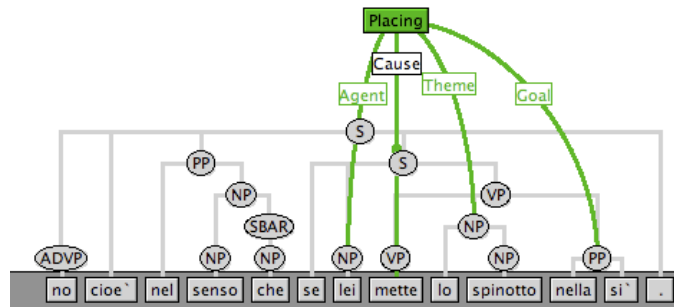 Placing
Cause
Agent Theme Goal
S
PP S
NP VP
SBAR NP
ADVP NP NP NP VP NP PP
no cioe` nel senso che se lei mette lo spinotto nella si` .